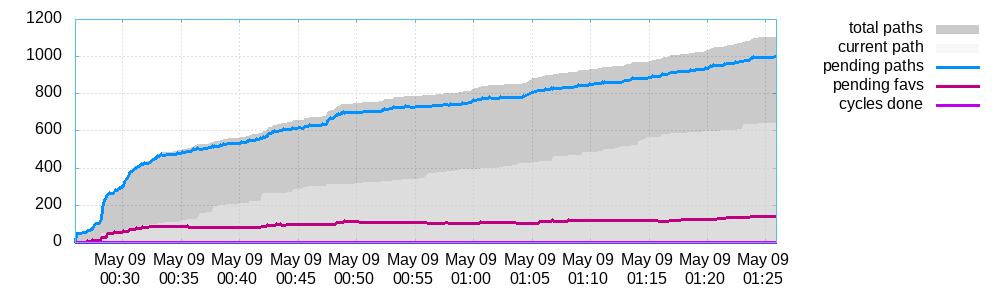 1200
1000
800
600
400
200
0
May 09 May 09 May 09 May 09 May 09 May 09 May 09 May 09 May 09 May 09 May 09 May 09
00:30 00:35 00:40 00:45 00:50 00:55 01:00 01:05 01:10 01:15 01:20 01:25
total paths
current path
pending paths
pending favs
cycles done